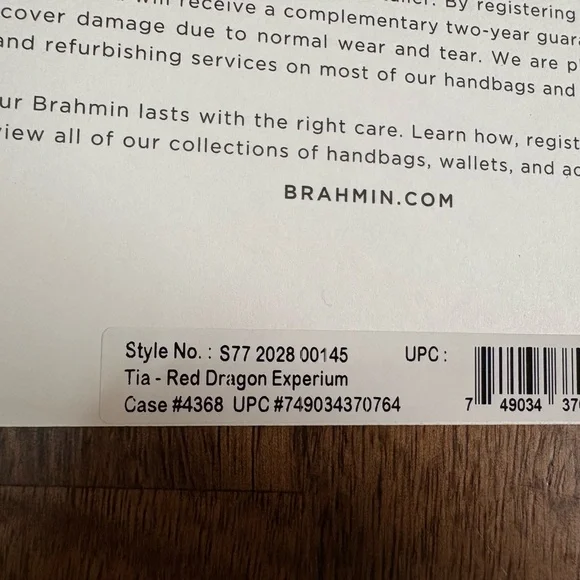 will receive a complementary two-year guara
cover damage due to normal wear and tear. We are p
and refurbishing services on most of our handbags and
ur Brahmin lasts with the right care. Learn how, regist
view all of our collections of handbags, wallets, and ac
BRAHMIN.COM
Style No. : S77 2028 00145 UPC :
Tia - Red Dragon Experium
Case #4368 UPC #749034370764
7 49034 370